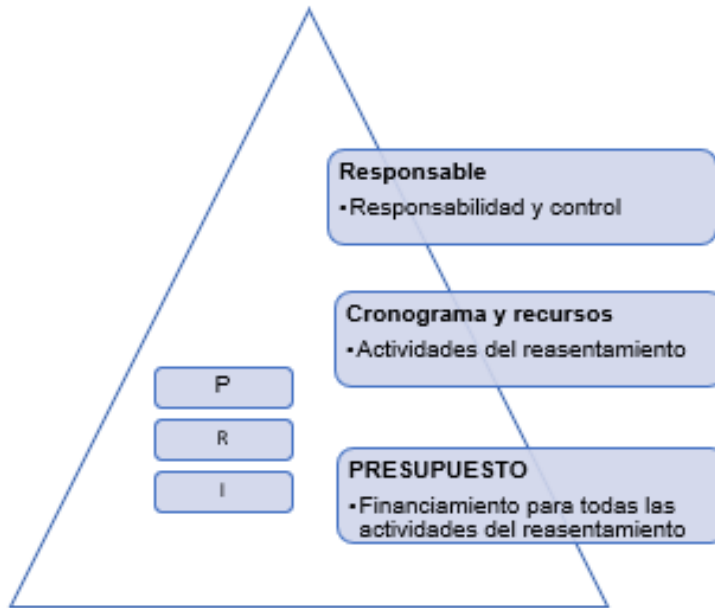 Responsable
▪Responsabilidad y control
Cronograma y recursos
▪Actividades del reasentamiento
P
R
I
PRESUPUESTO
▪Financiamiento para todas las
actividades del reasentamiento